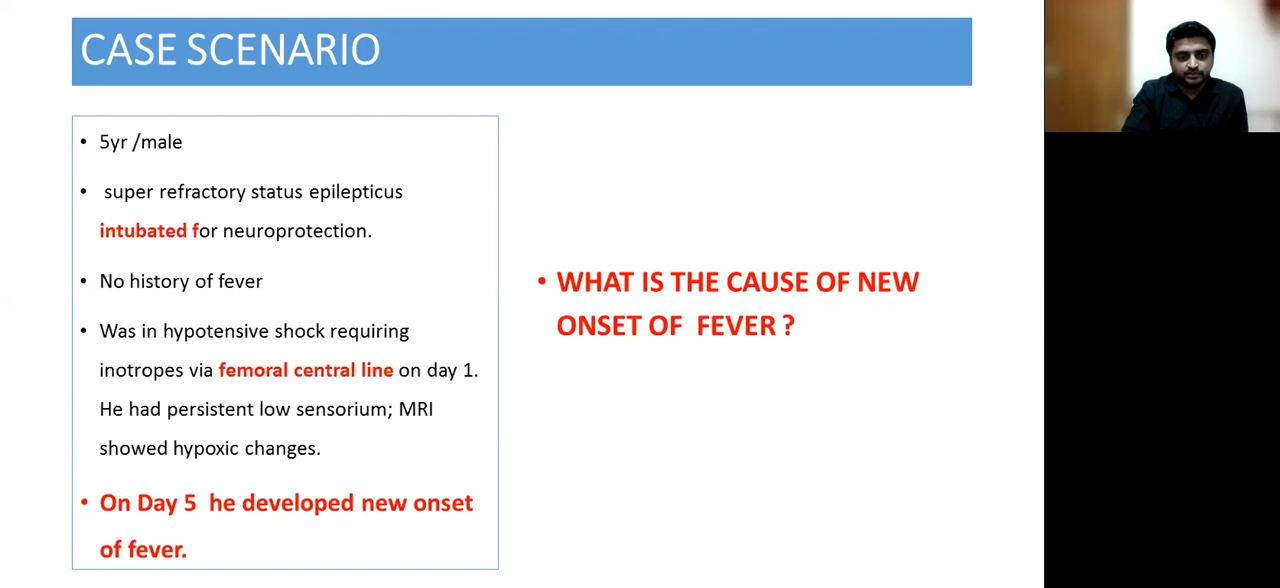 CASE SCENARIO
• 5yr /male
• super refractory status epilepticus
intubated for neuroprotection.
• No history of fever
• Was in hypotensive shock requiring
inotropes via femoral central line on day 1.
He had persistent low sensorium; MRI
showed hypoxic changes.
• On Day 5 he developed new onset
of fever.
• WHAT IS THE CAUSE OF NEW
ONSET OF FEVER ?